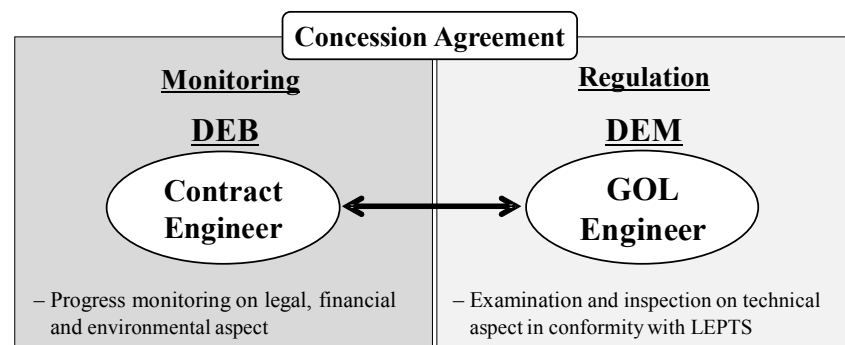 Concession Agreement
Monitoring
DEB
Contract
Engineer
– Progress monitoring on legal, financial
and environmental aspect
Regulation
DEM
GOL
Engineer
– Examination and inspection on technical
aspect in conformity with LEPTS